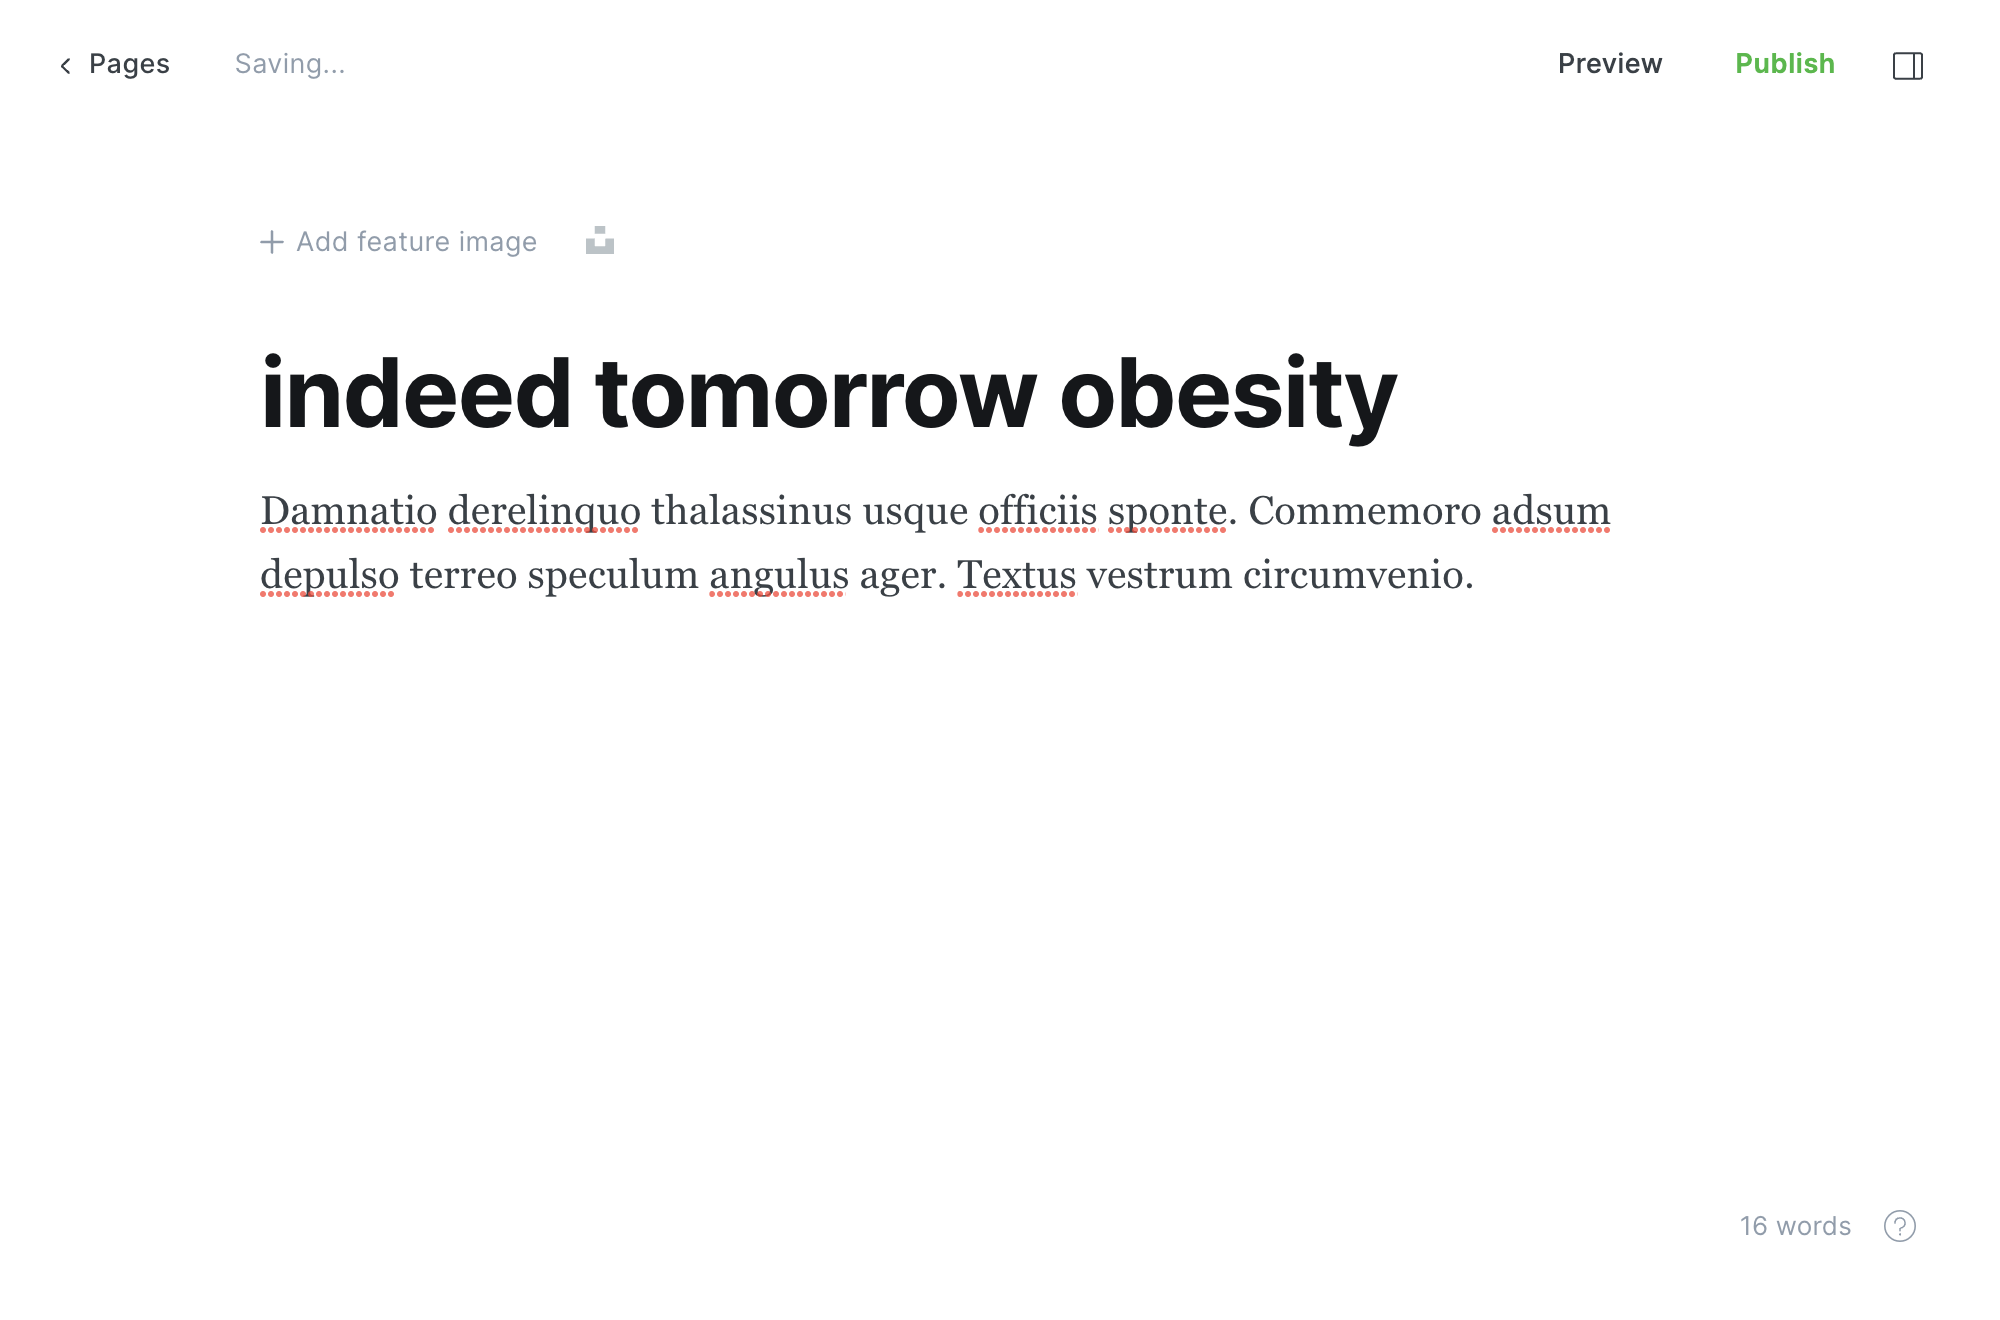 Pages
Saving...
Preview
Publish
Add feature image
indeed tomorrow obesity
Damnatio derelinquo thalassinus usque officiis sponte. Commemoro adsum
depulso terreo speculum angulus ager. Textus vestrum circumvenio.
16 words
?